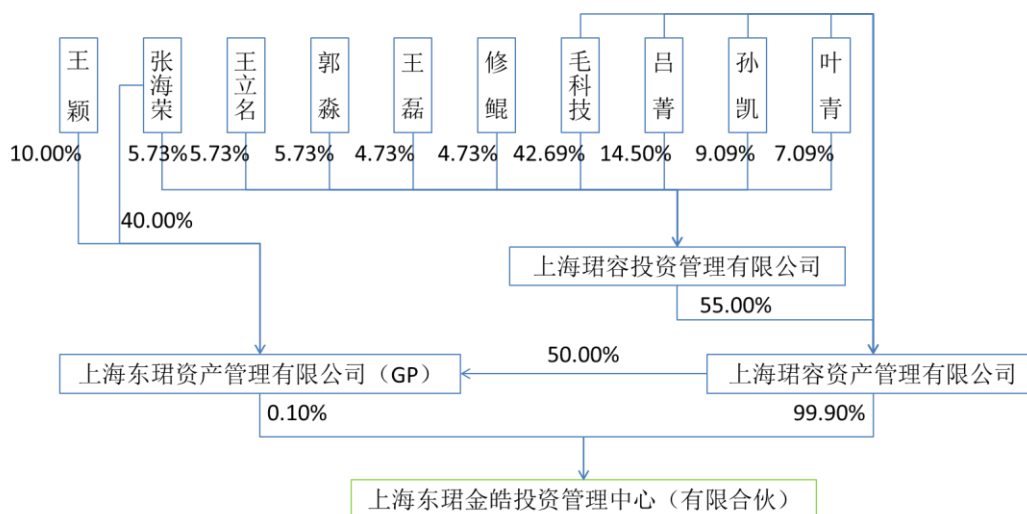 王颖
张海荣
王立名
郭淼
王磊
修鲲
毛科技
吕菁
孙凯
叶青
10.00%
5.73%
5.73%
5.73%
4.73%
4.73%
42.69%
14.50%
9.09%
7.09%
40.00%
上海珺容投资管理有限公司
55.00%
50.00%
上海东珺资产管理有限公司（GP）
上海珺容资产管理有限公司
0.10%
99.90%
上海东珺金皓投资管理中心（有限合伙）